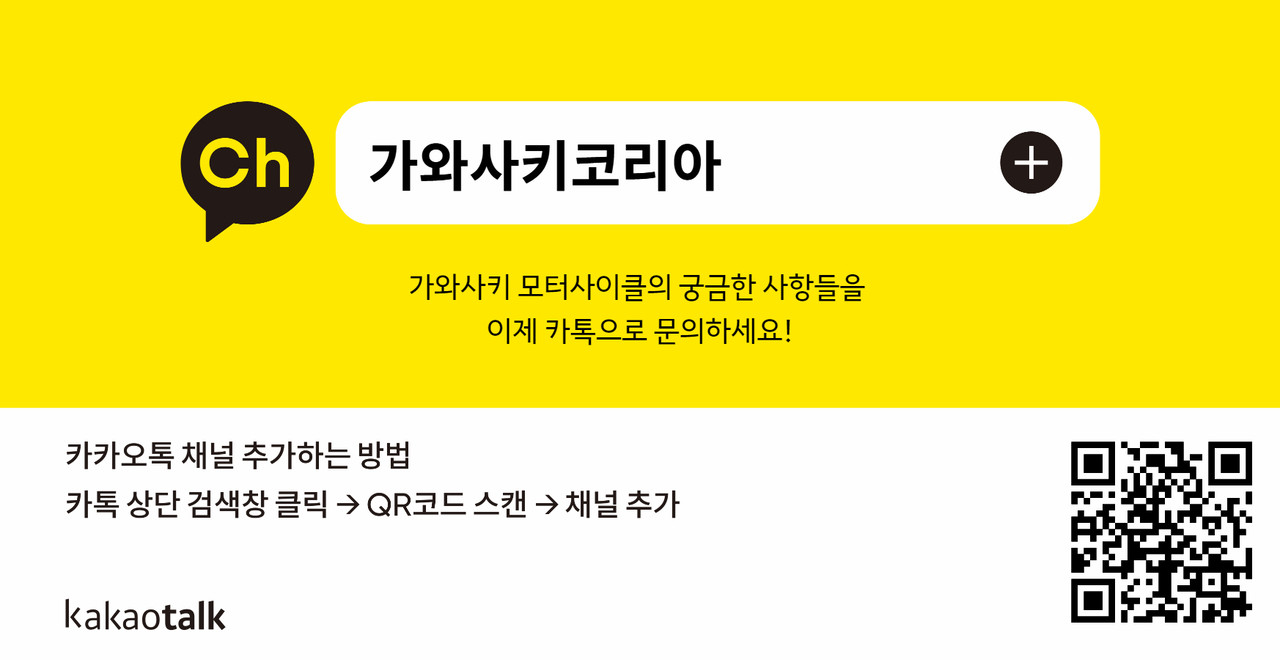 Ch
가와사키코리아
가와사키 모터사이클의 궁금한 사항들을
이제 카톡으로 문의하세요!
카카오톡 채널 추가하는 방법
카톡 상단 검색창 클릭 → QR코드 스캔 → 채널 추가
kakaotalk